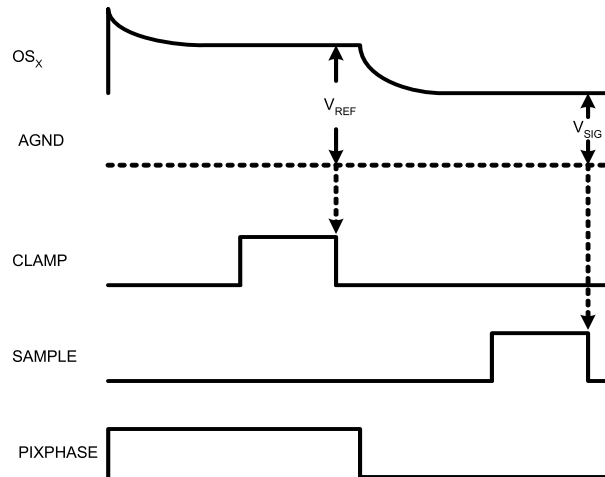 OSX
VREF
AGND
VSIG
CLAMP
SAMPLE
PIXPHASE